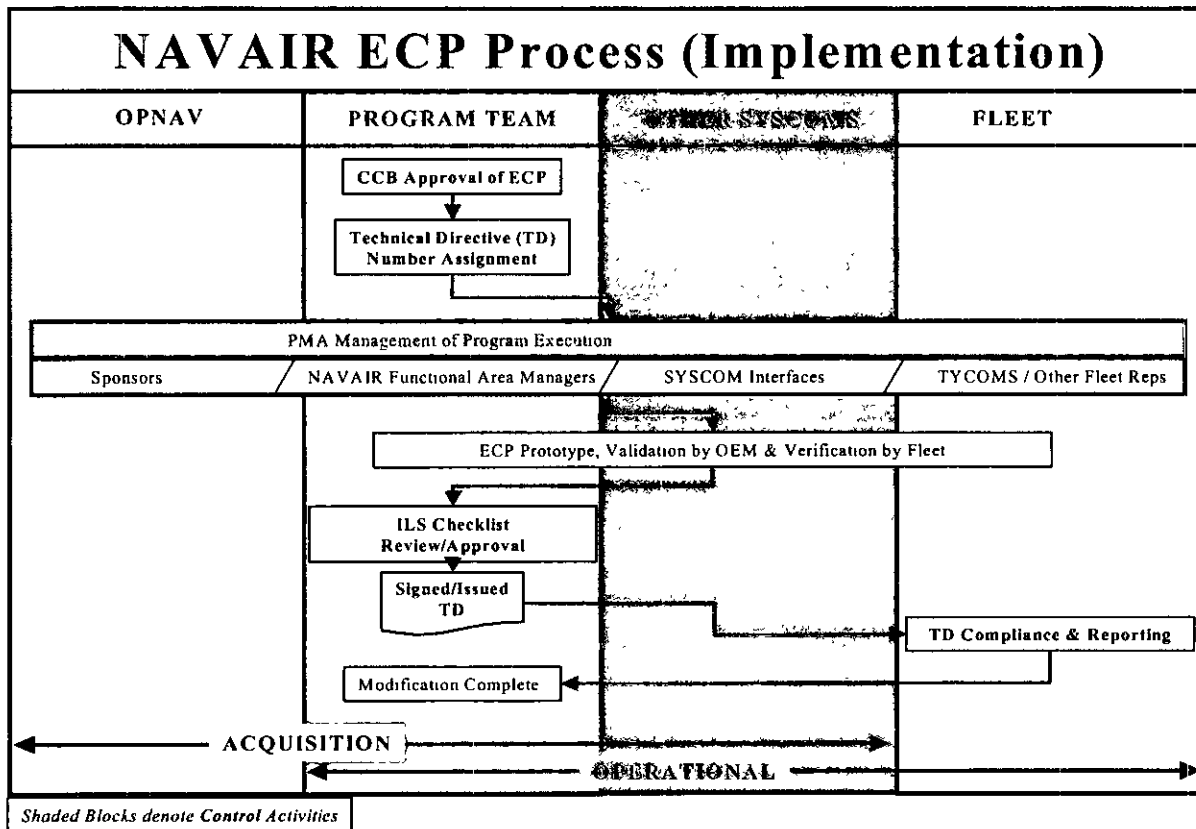 NAVAIR ECP Process (Implementation)
OPNAV
PROGRAM TEAM
OTHER SYSCOMS
FLEET
CCB Approval of ECP
Technical Directive (TD)
Number Assignment
PMA Management of Program Execution
Sponsors
NAVAIR Functional Area Managers
SYSCOM Interfaces
TYCOMS / Other Fleet Reps
ECP Prototype, Validation by OEM & Verification by Fleet
ILS Checklist
Review/Approval
Signed/Issued
TD
TD Compliance & Reporting
Modification Complete
ACQUISITION
OPERATIONAL
Shaded Blocks denote Control Activities